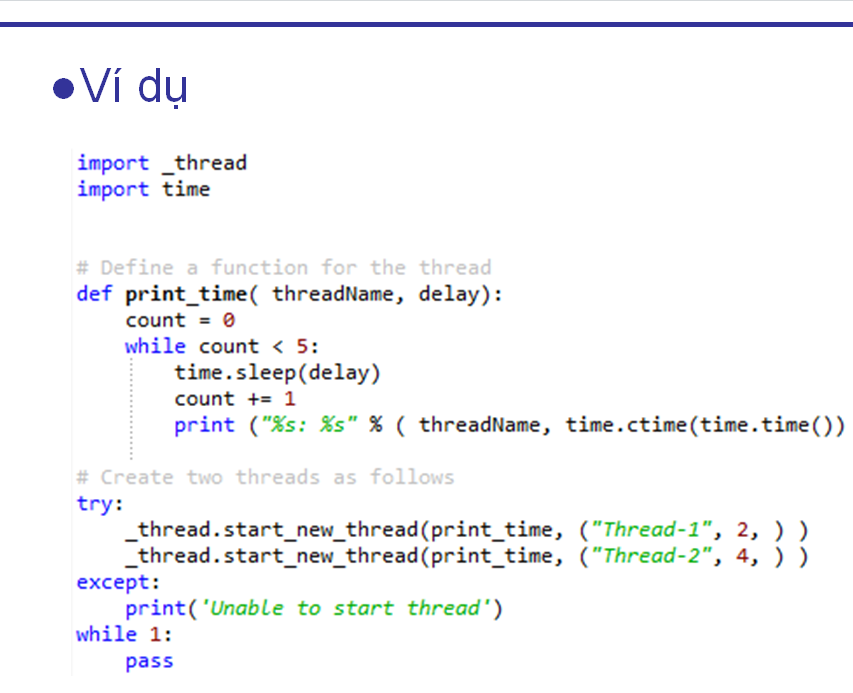 ●Ví dụ
import _thread
import time
# Define a function for the thread
def print_time( threadName, delay):
count = 0
while count < 5:
time.sleep(delay)
count += 1
print ("%s: %s" % ( threadName, time.ctime(time.time())
# Create two threads as follows
try:
_thread.start_new_thread(print_time, ("Thread-1", 2, ) )
_thread.start_new_thread(print_time, ("Thread-2", 4, ) )
except:
print('Unable to start thread')
while 1:
pass